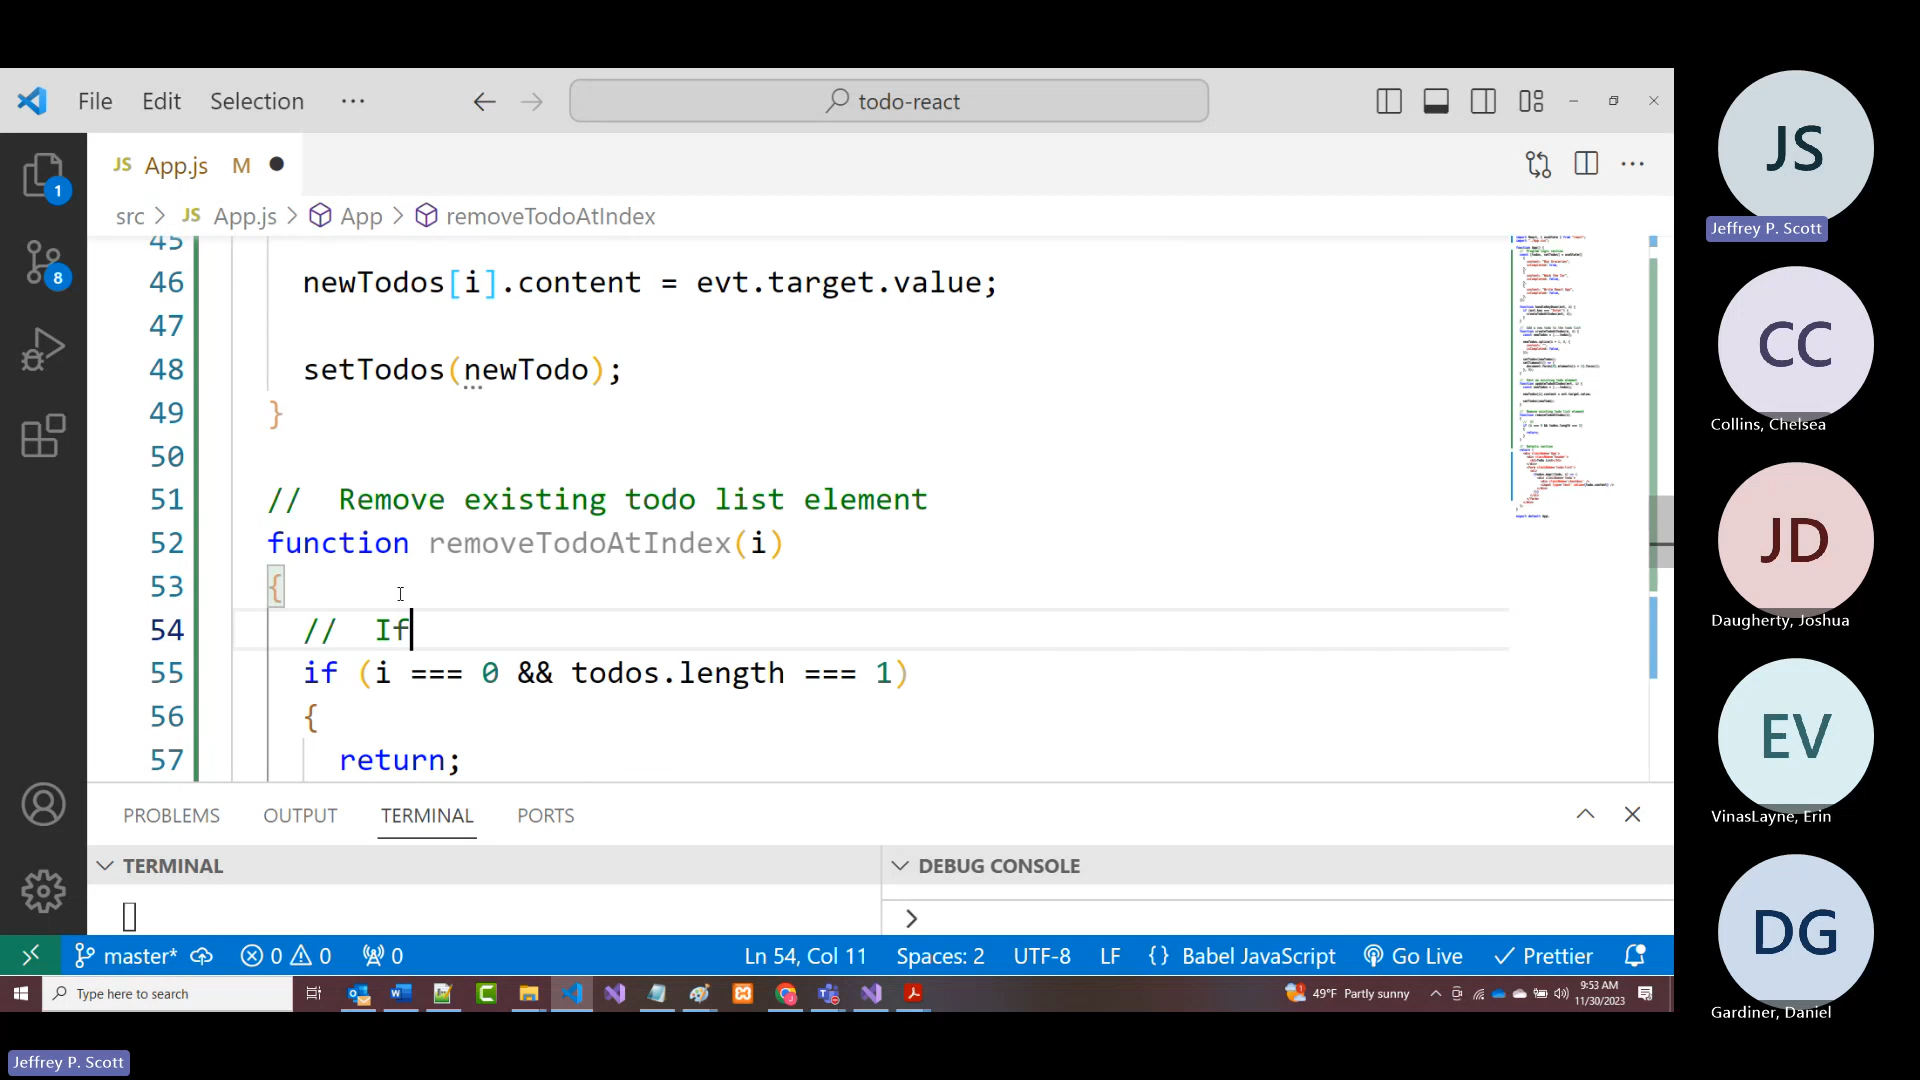 File Edit Selection ··· todo-react
JS App.js M
src > JS App.js > App > removeTodoAtIndex
45
46 newTodos[i].content = evt.target.value;
47
48 setTodos(newTodo);
49 }
50
51 // Remove existing todo list element
52 function removeTodoAtIndex(i)
53 {
54 // If
55 if (i === 0 && todos.length === 1)
56 {
57 return;
1
8
PROBLEMS OUTPUT TERMINAL PORTS
TERMINAL
DEBUG CONSOLE
>
master* 0 0 0 Ln 54, Col 11 Spaces: 2 UTF-8 LF {} Babel JavaScript Go Live Prettier
Type here to search
49°F Partly sunny
9:53 AM
11/30/2023
JS
Jeffrey P. Scott
CC
Collins, Chelsea
JD
Daugherty, Joshua
EV
VinasLayne, Erin
DG
Gardiner, Daniel
Jeffrey P. Scott